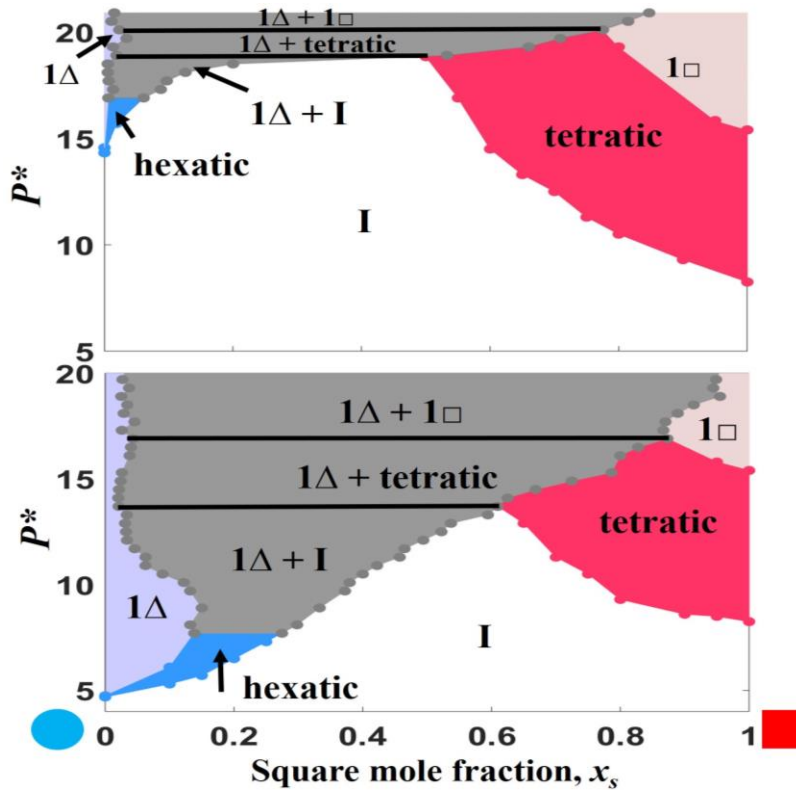 20
15
10
5
P*
1Δ + 1□
1Δ + tetratic
1Δ
1Δ + I
hexatic
I
tetratic
1□
20
15
10
5
P*
1Δ + 1□
1Δ + tetratic
1Δ + I
1Δ
hexatic
I
tetratic
1□
0 0.2 0.4 0.6 0.8 1
Square mole fraction, xₛ